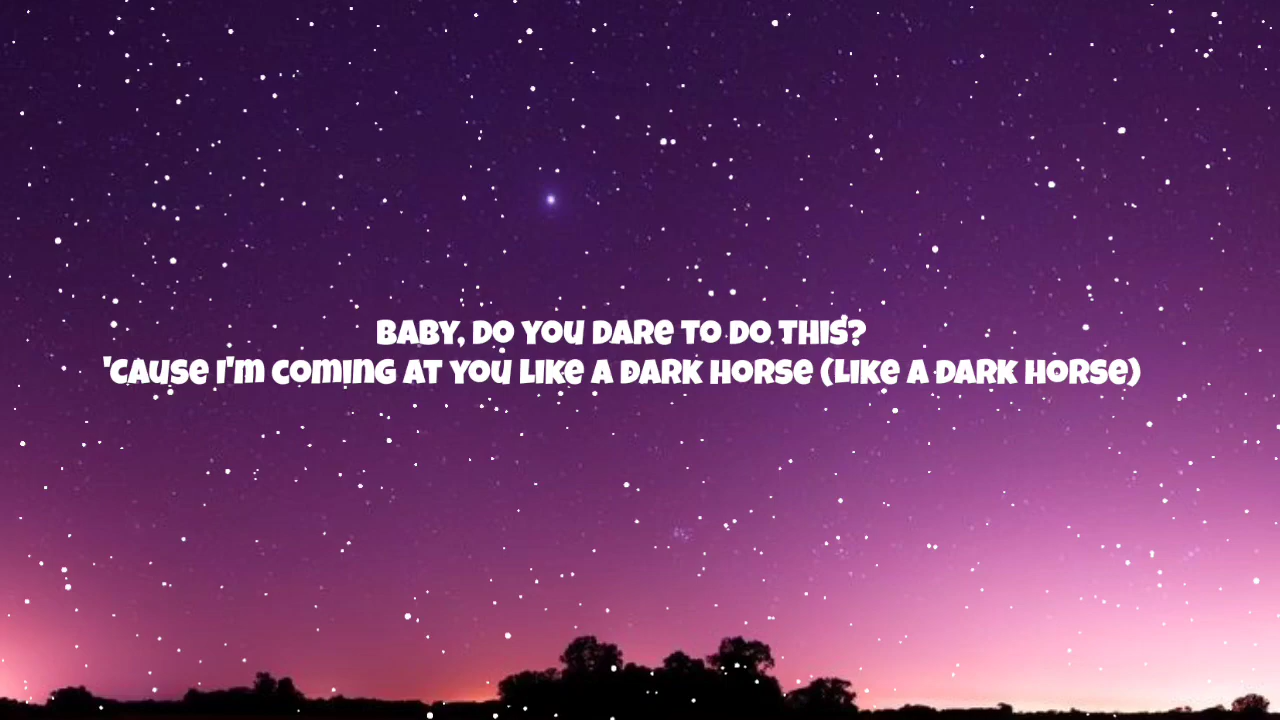 Baby, do you dare to do this?
'Cause I'm coming at you like a dark horse (like a dark horse)